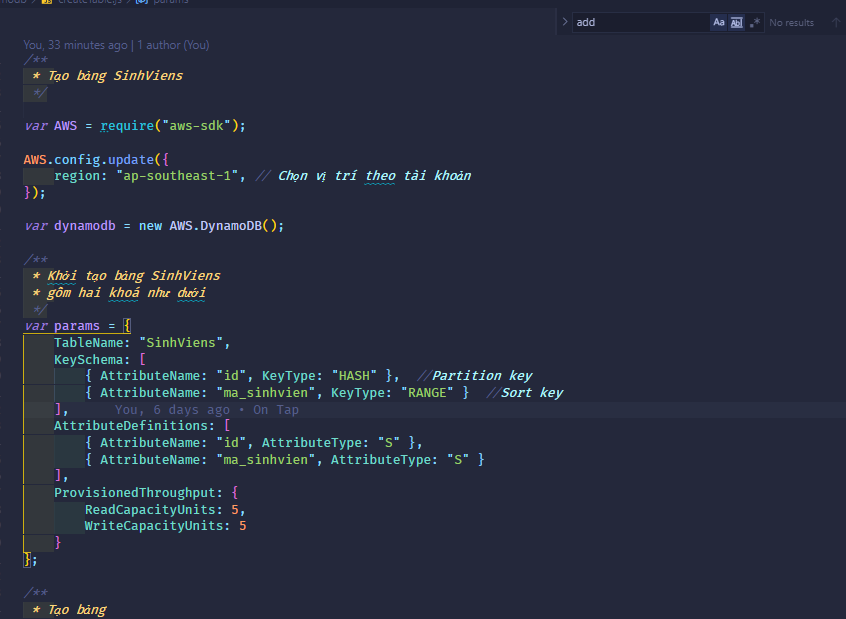 createTable.js > params
add Aa Ab .* No results
You, 33 minutes ago | 1 author (You)
/**
* Tạo bảng SinhViens
*/
var AWS = require("aws-sdk");
AWS.config.update({
region: "ap-southeast-1", // Chọn vị trí theo tài khoản
});
var dynamodb = new AWS.DynamoDB();
/**
* Khởi tạo bảng SinhViens
* gồm hai khoá như dưới
*/
var params = {
TableName: "SinhViens",
KeySchema: [
{ AttributeName: "id", KeyType: "HASH" }, //Partition key
{ AttributeName: "ma_sinhvien", KeyType: "RANGE" } //Sort key
], You, 6 days ago • On Tap
AttributeDefinitions: [
{ AttributeName: "id", AttributeType: "S" },
{ AttributeName: "ma_sinhvien", AttributeType: "S" }
],
ProvisionedThroughput: {
ReadCapacityUnits: 5,
WriteCapacityUnits: 5
}
};
/**
* Tạo bảng